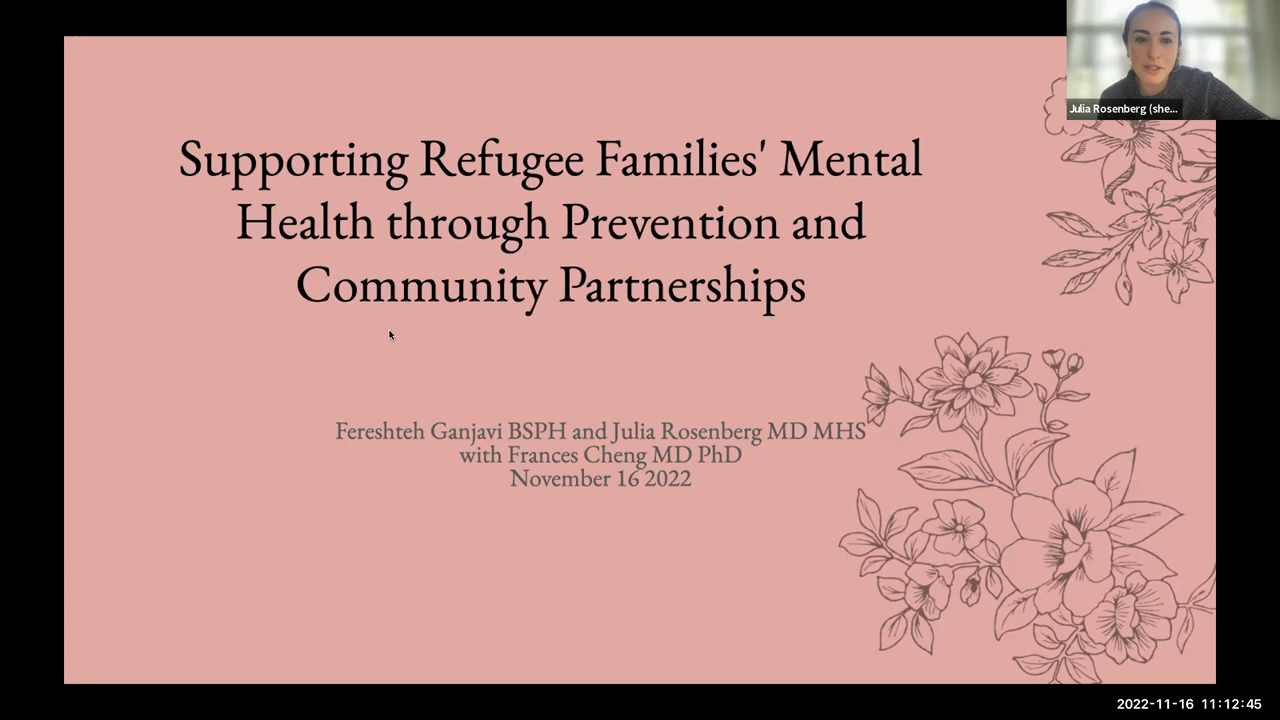 Julia Rosenberg (she...
Supporting Refugee Families' Mental
Health through Prevention and
Community Partnerships
Fereshteh Ganjavi BSPH and Julia Rosenberg MD MHS
with Frances Cheng MD PhD
November 16 2022
2022-11-16 11:12:45